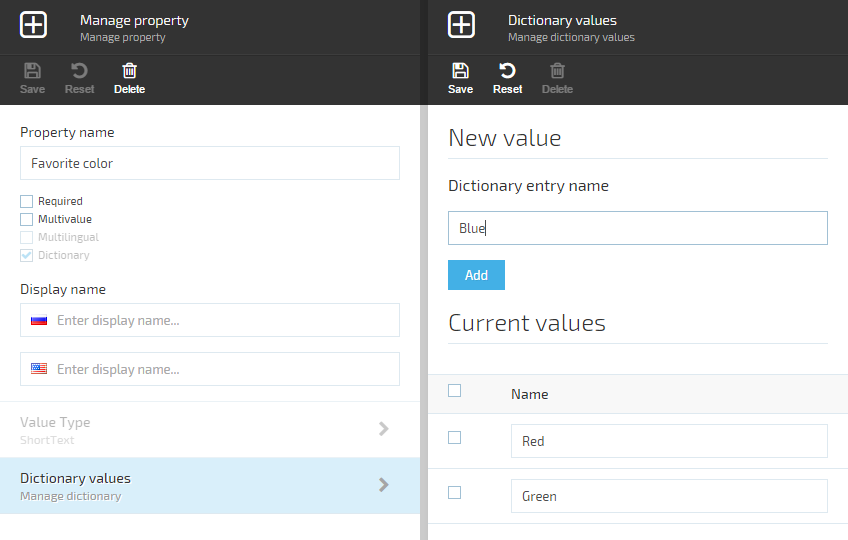 Manage property
Manage property
Save Reset Delete
Property name
Favorite color
Required
Multivalue
Multilingual
Dictionary
Display name
Enter display name...
Enter display name...
Value Type
ShortText
Dictionary values
Manage dictionary
Dictionary values
Manage dictionary values
Save Reset Delete
New value
Dictionary entry name
Blue
Add
Current values
Name
Red
Green